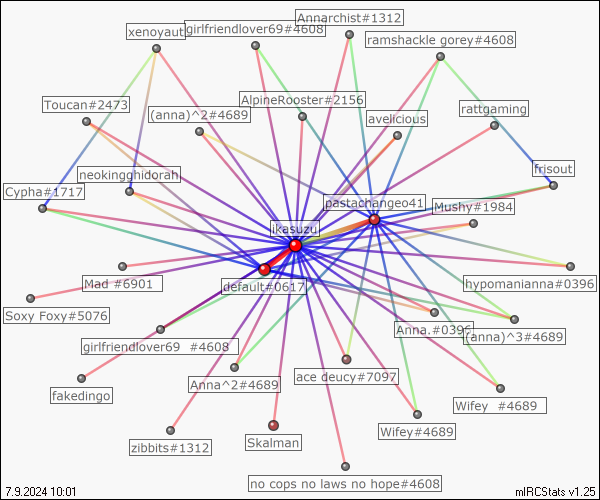 Annarchist#1312
xenoyaut
girlfriendlover69#4608
ramshackle gorey#4608
Toucan#2473
(anna)^2#4689
AlpineRooster#2156
avelicious
rattgaming
frisout
Cypha#1717
neokingghidorah
pastachangeo41
Mushy#1984
ikasuzu
Mad #6901
default#0617
hypomanianna#0396
Soxy Foxy#5076
Anna.#0396
(anna)^3#4689
girlfriendlover69 #4608
fakedingo
Anna^2#4689
ace deucy#7097
Wifey #4689
Wifey#4689
zibbits#1312
Skalman
no cops no laws no hope#4608
7.9.2024 10:01
mIRCStats v1.25